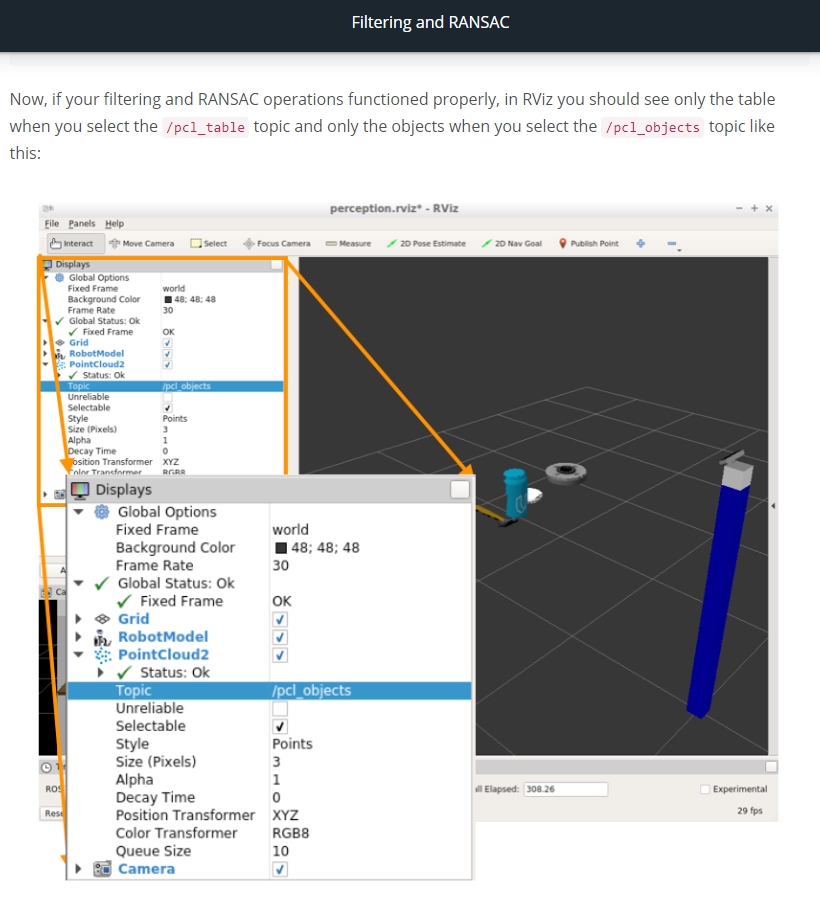 Filtering and RANSAC
Now, if your filtering and RANSAC operations functioned properly, in RViz you should see only the table
when you select the /pcl_table topic and only the objects when you select the /pcl_objects topic like
this:
perception.rviz* - RViz
File Panels Help
Interact Move Camera Select Focus Camera Measure 2D Pose Estimate 2D Nav Goal Publish Point
Displays
Global Options
Fixed Frame world
Background Color 48; 48; 48
Frame Rate 30
Global Status: Ok
Fixed Frame OK
Grid
RobotModel
PointCloud2
Status: Ok
Topic /pcl_objects
Unreliable
Selectable
Style Points
Size (Pixels) 3
Alpha 1
Decay Time 0
Position Transformer XYZ
Color Transformer RGB8
Displays
Global Options
Fixed Frame world
Background Color 48; 48; 48
Frame Rate 30
Global Status: Ok
Fixed Frame OK
Grid
RobotModel
PointCloud2
Status: Ok
Topic /pcl_objects
Unreliable
Selectable
Style Points
Size (Pixels) 3
Alpha 1
Decay Time 0
Position Transformer XYZ
Color Transformer RGB8
Queue Size 10
Camera
Elapsed: 308.26
Experimental
29 fps